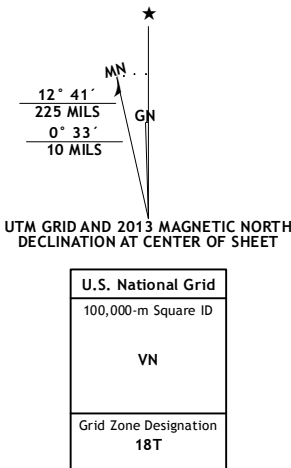 ★
MN
12° 41´
225 MILS
GN
0° 33´
10 MILS
UTM GRID AND 2013 MAGNETIC NORTH
DECLINATION AT CENTER OF SHEET
U.S. National Grid
100,000-m Square ID
VN
Grid Zone Designation
18T